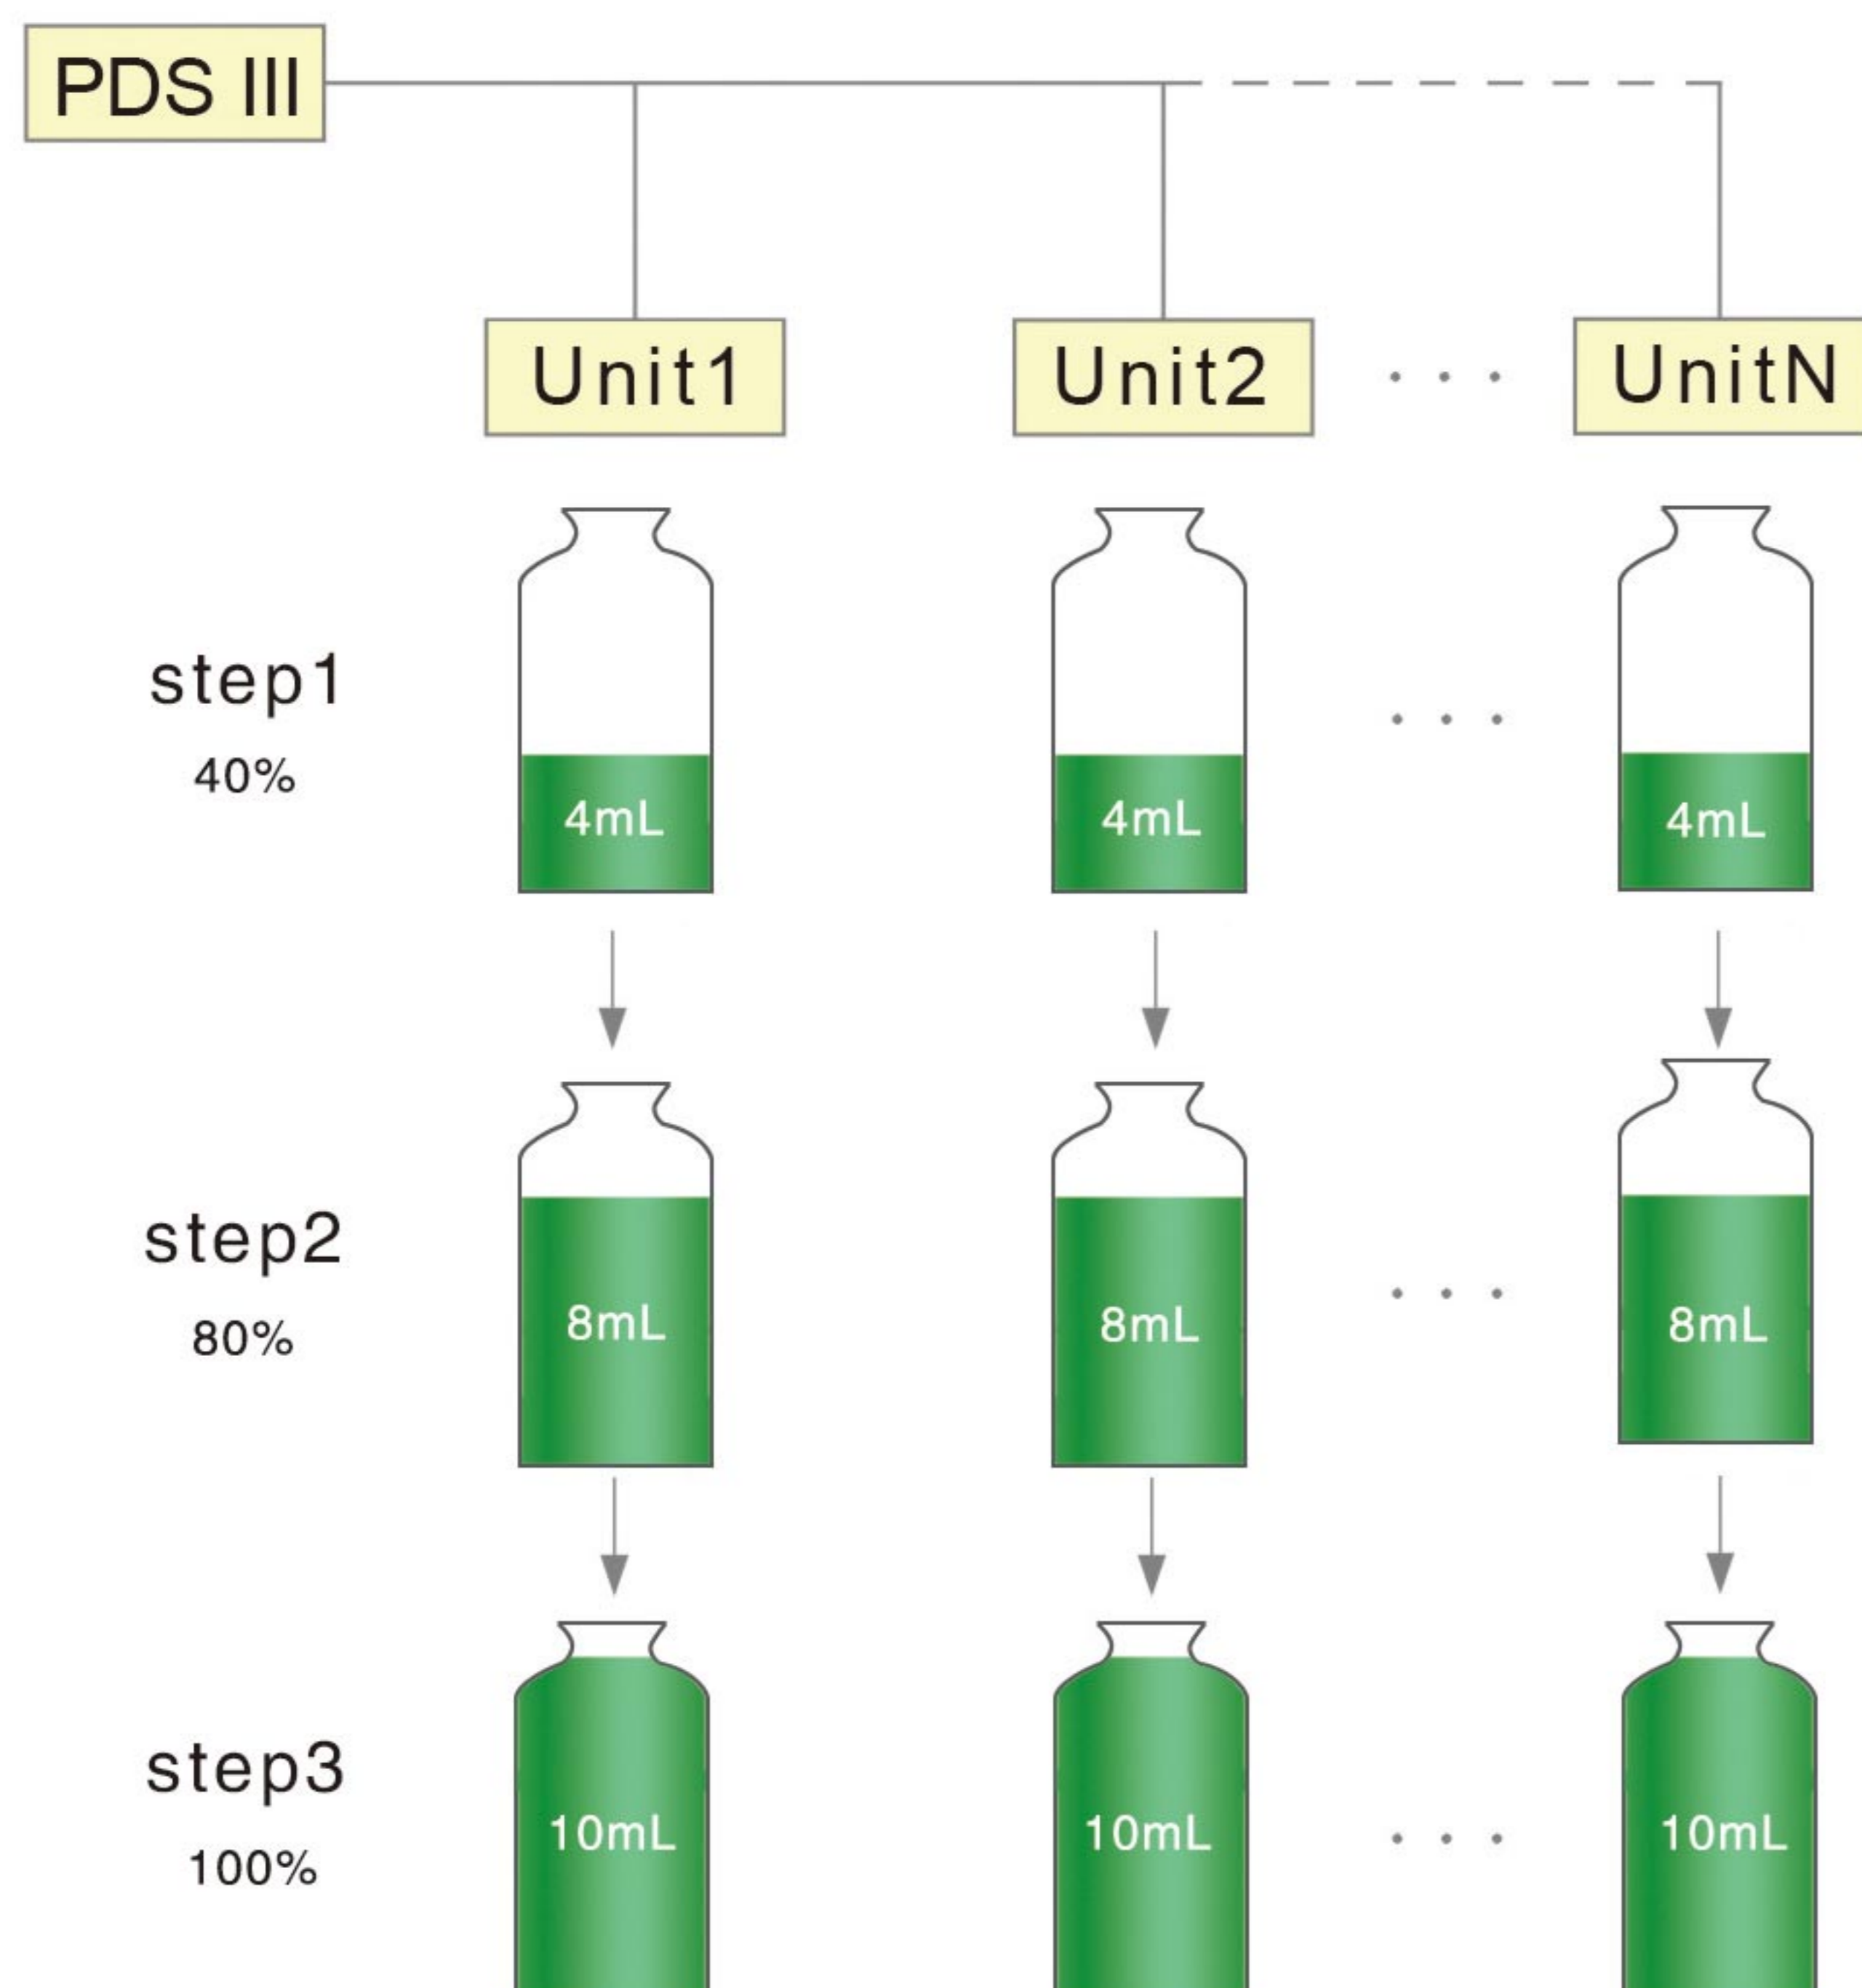 PDS III
Unit1 Unit2 . . . UnitN
step1
40%
4mL 4mL . . . 4mL
step2
80%
8mL 8mL . . . 8mL
step3
100%
10mL 10mL . . . 10mL